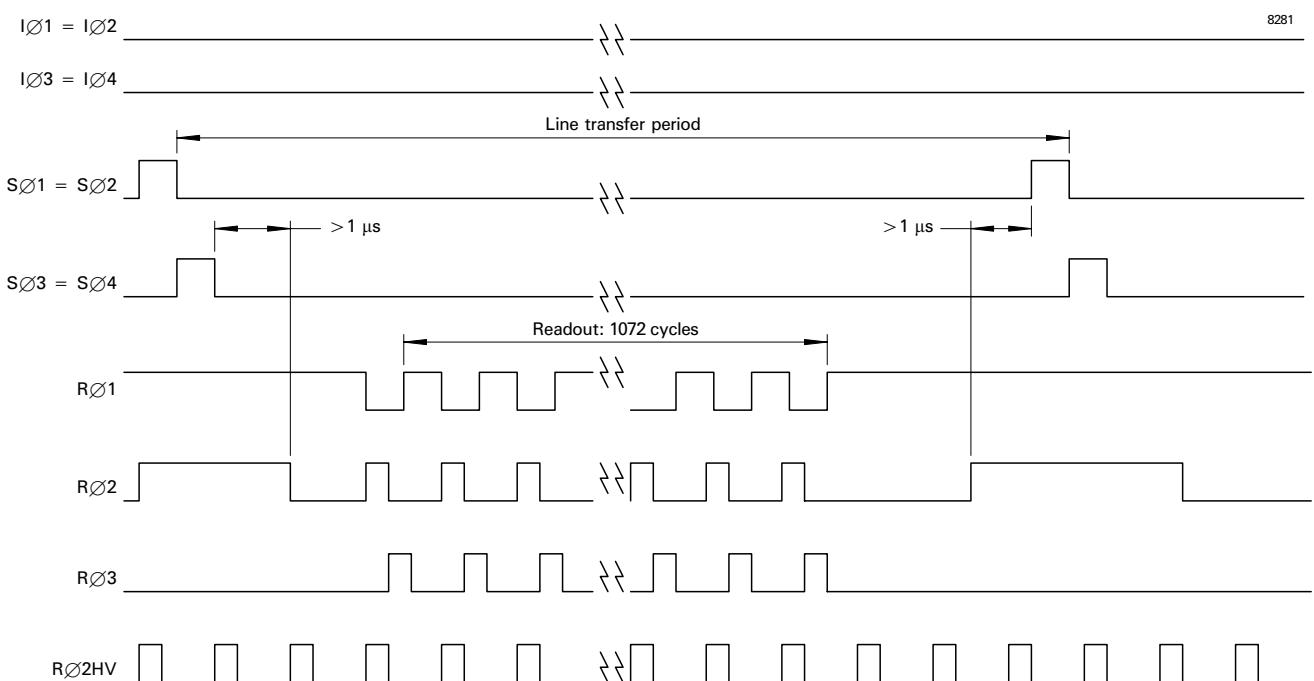 8281
IØ1 = IØ2
IØ3 = IØ4
Line transfer period
SØ1 = SØ2
>1 μs
>1 μs
SØ3 = SØ4
Readout: 1072 cycles
RØ1
RØ2
RØ3
RØ2HV